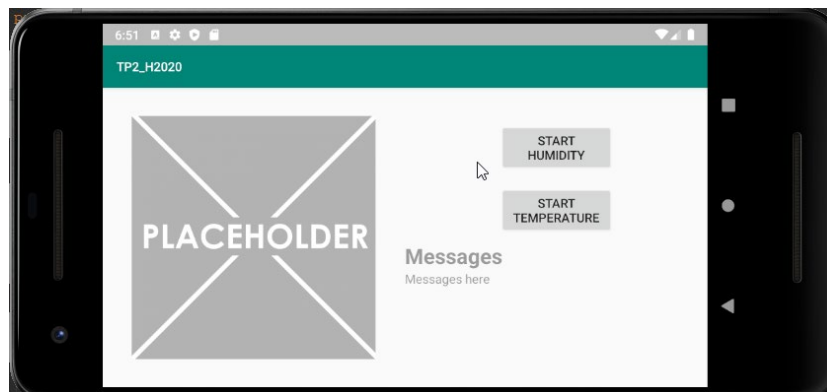 6:51
TP2_H2020
PLACEHOLDER
START
HUMIDITY
START
TEMPERATURE
Messages
Messages here